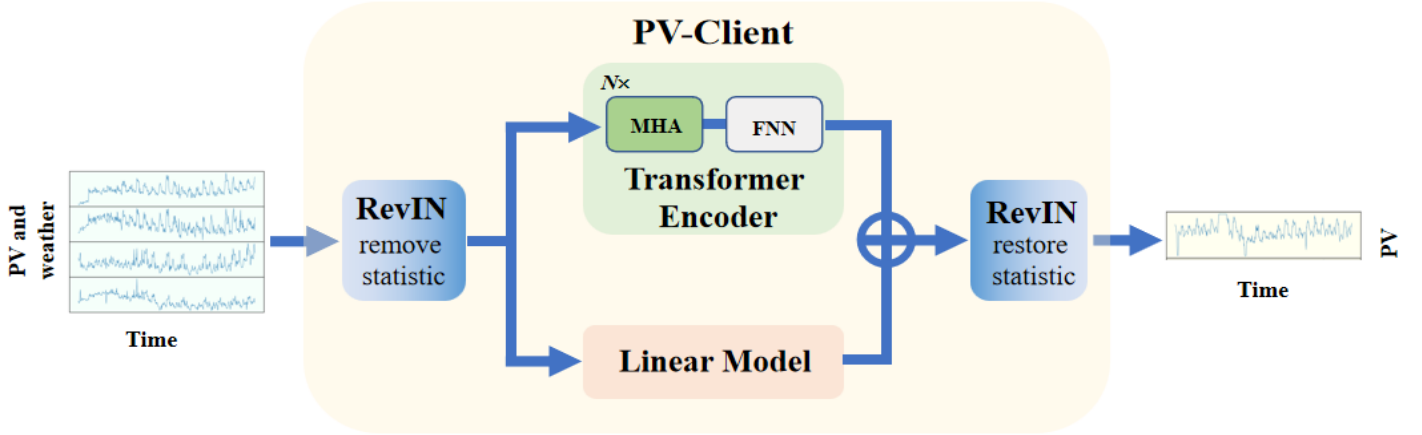 PV-Client
N×
MHA
FNN
Transformer
Encoder
PV and
weather
Time
RevIN
remove
statistic
Linear Model
RevIN
restore
statistic
PV
Time